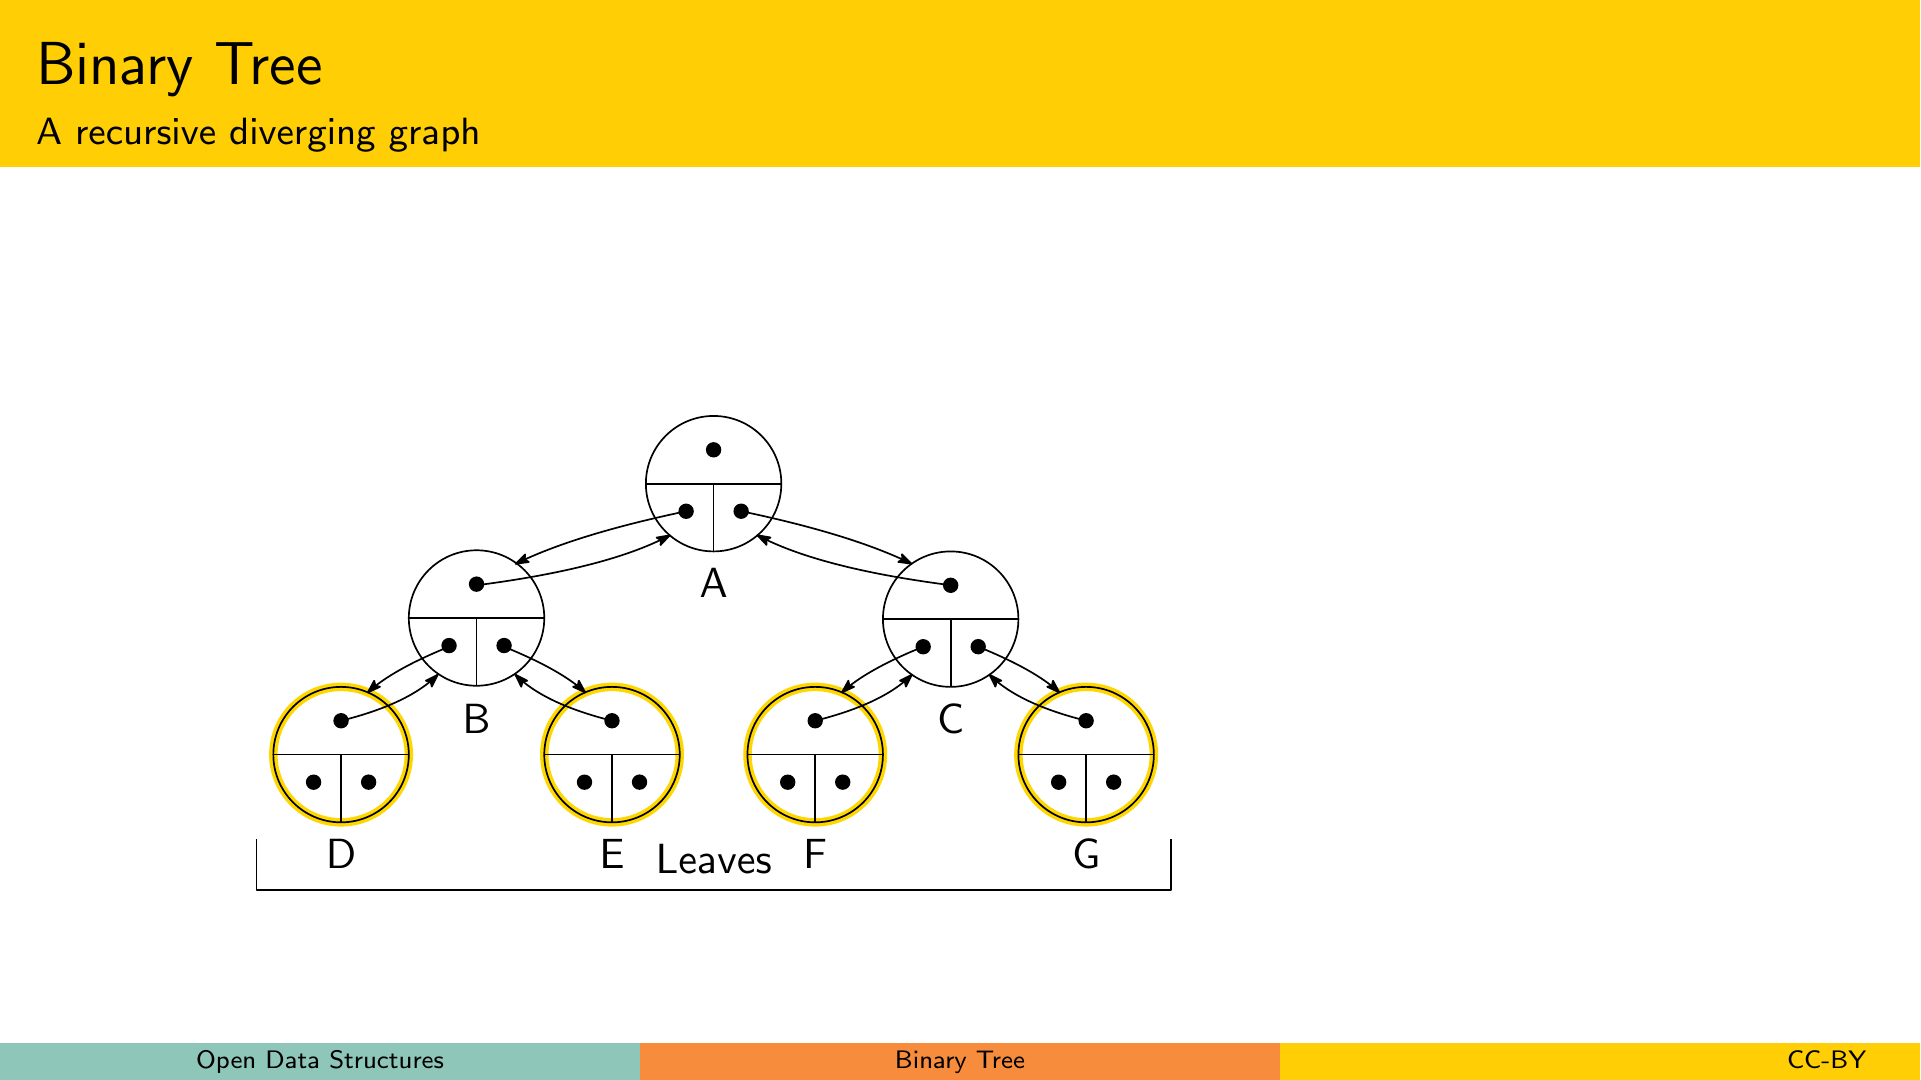 Binary Tree
A recursive diverging graph
A
B
C
D
E
Leaves
F
G
Open Data Structures
Binary Tree
CC-BY